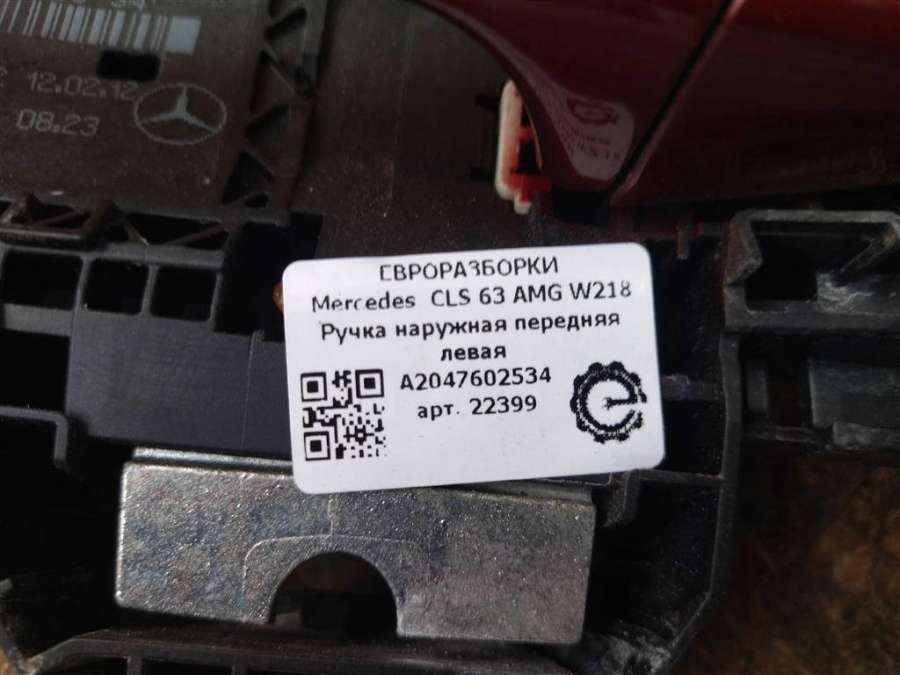 12.02.12
08.23
ЕВРОРАЗБОРКИ
Mercedes CLS 63 AMG W218
Ручка наружная передняя
левая
A2047602534
арт. 22399